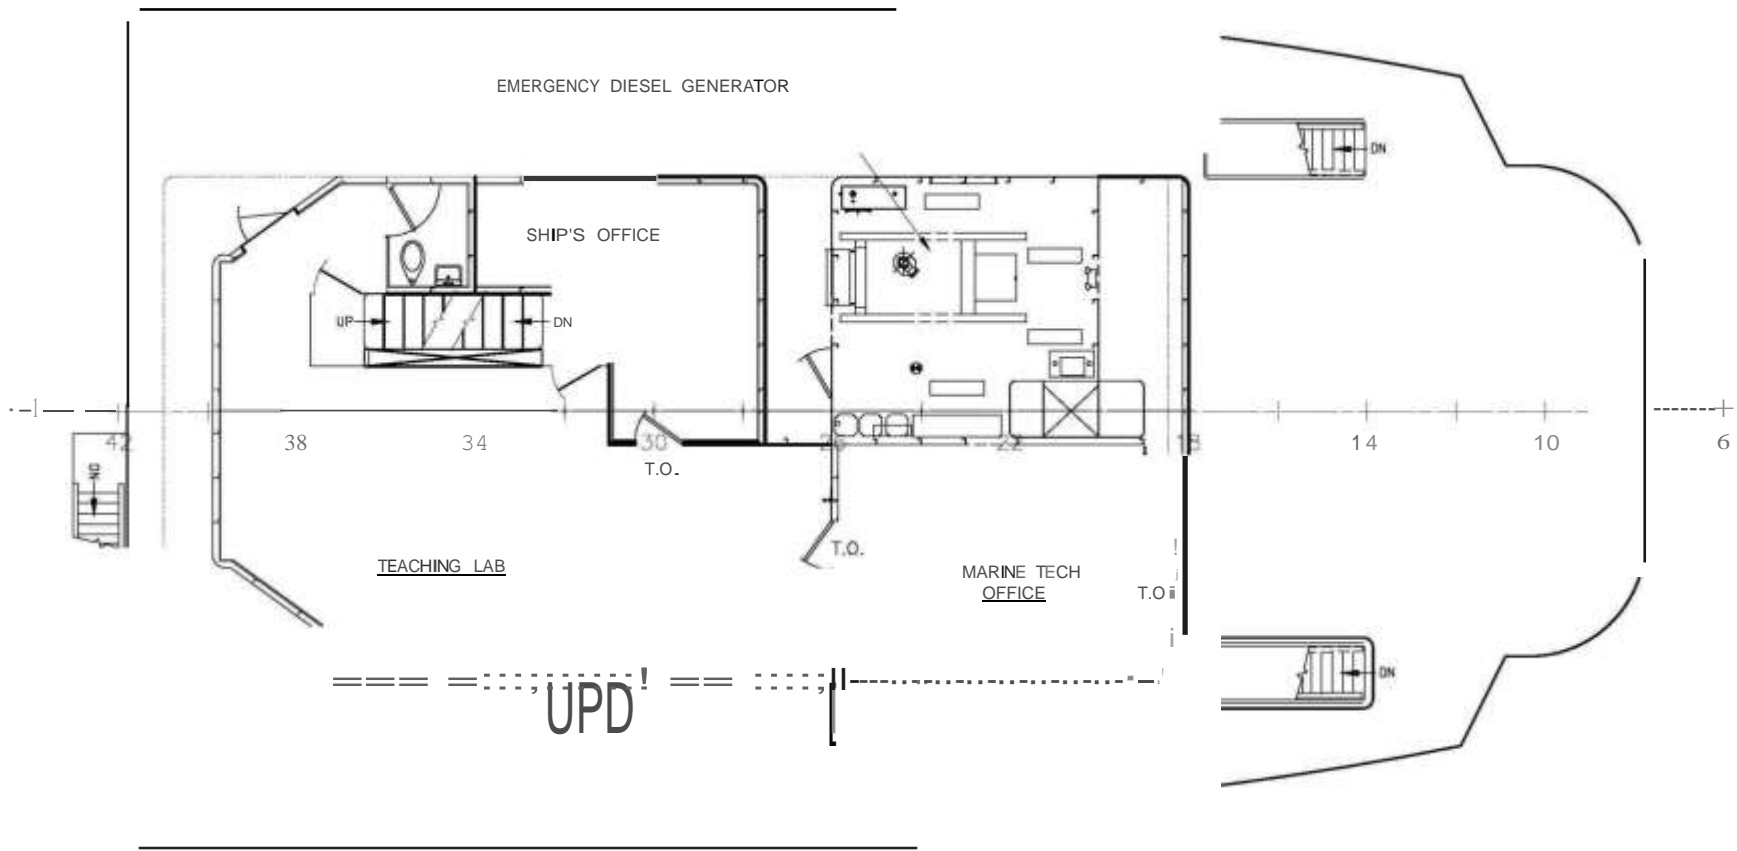 EMERGENCY DIESEL GENERATOR
DN
SHIP'S OFFICE
UP
DN
42
38
34
30
26
22
18
14
10
6
DN
T.O.
T.O.
TEACHING LAB
MARINE TECH
OFFICE
T.O
DN
UPD